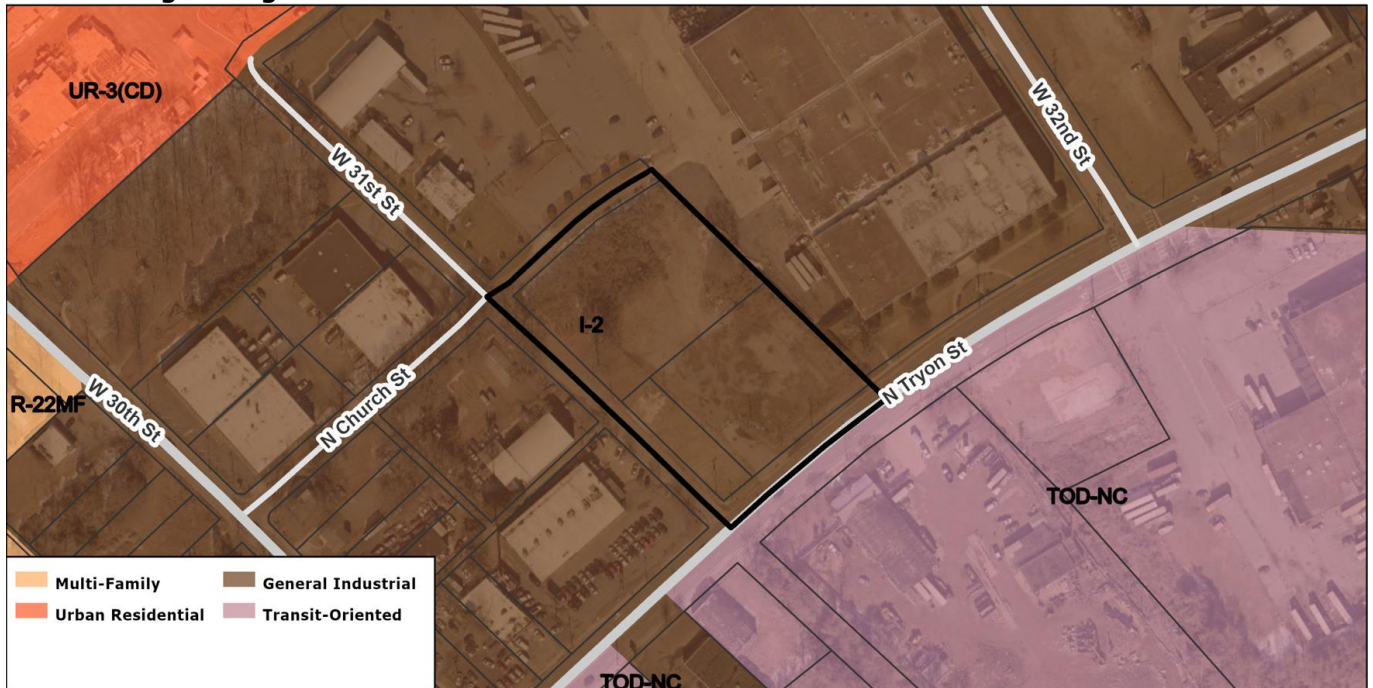 UR-3(CD)
W 32nd St
W 31st St
I-2
N Tryon St
R-22MF
W 30th St
N Church St
TOD-NC
Multi-Family
General Industrial
Urban Residential
Transit-Oriented
TOD-NC